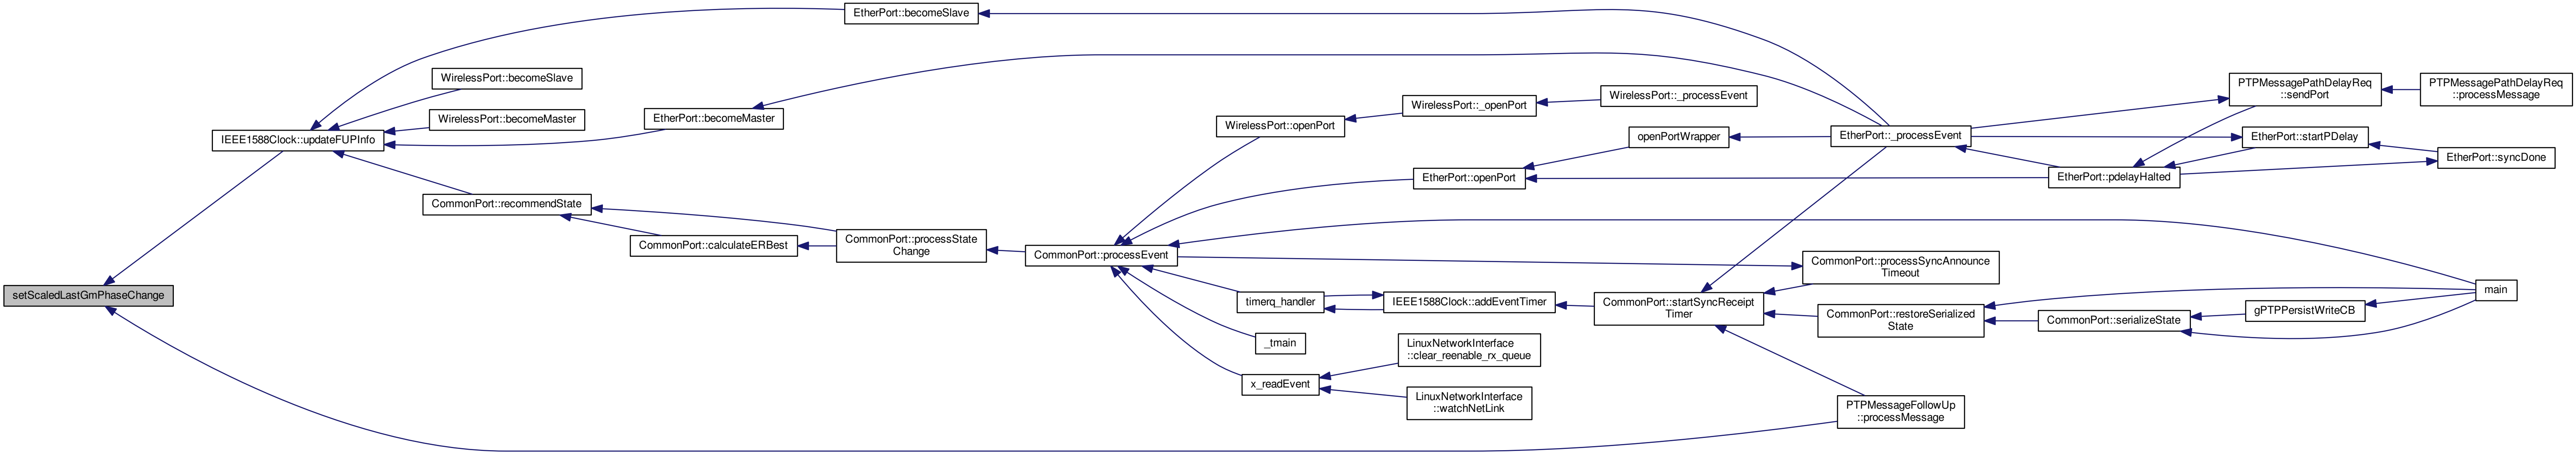 setScaledLastGmPhaseChange
IEEE1588Clock::updateFUPInfo
EtherPort::becomeSlave
WirelessPort::becomeSlave
WirelessPort::becomeMaster
EtherPort::becomeMaster
CommonPort::recommendState
CommonPort::calculateERBest
CommonPort::processState
Change
CommonPort::processEvent
WirelessPort::openPort
WirelessPort::_openPort
WirelessPort::_processEvent
EtherPort::openPort
openPortWrapper
EtherPort::_processEvent
EtherPort::pdelayHalted
PTPMessagePathDelayReq
::sendPort
PTPMessagePathDelayReq
::processMessage
EtherPort::startPDelay
EtherPort::syncDone
timerq_handler
IEEE1588Clock::addEventTimer
CommonPort::startSyncReceipt
Timer
CommonPort::processSyncAnnounce
Timeout
CommonPort::restoreSerialized
State
CommonPort::serializeState
gPTPPersistWriteCB
main
_tmain
x_readEvent
LinuxNetworkInterface
::clear_reenable_rx_queue
LinuxNetworkInterface
::watchNetLink
PTPMessageFollowUp
::processMessage